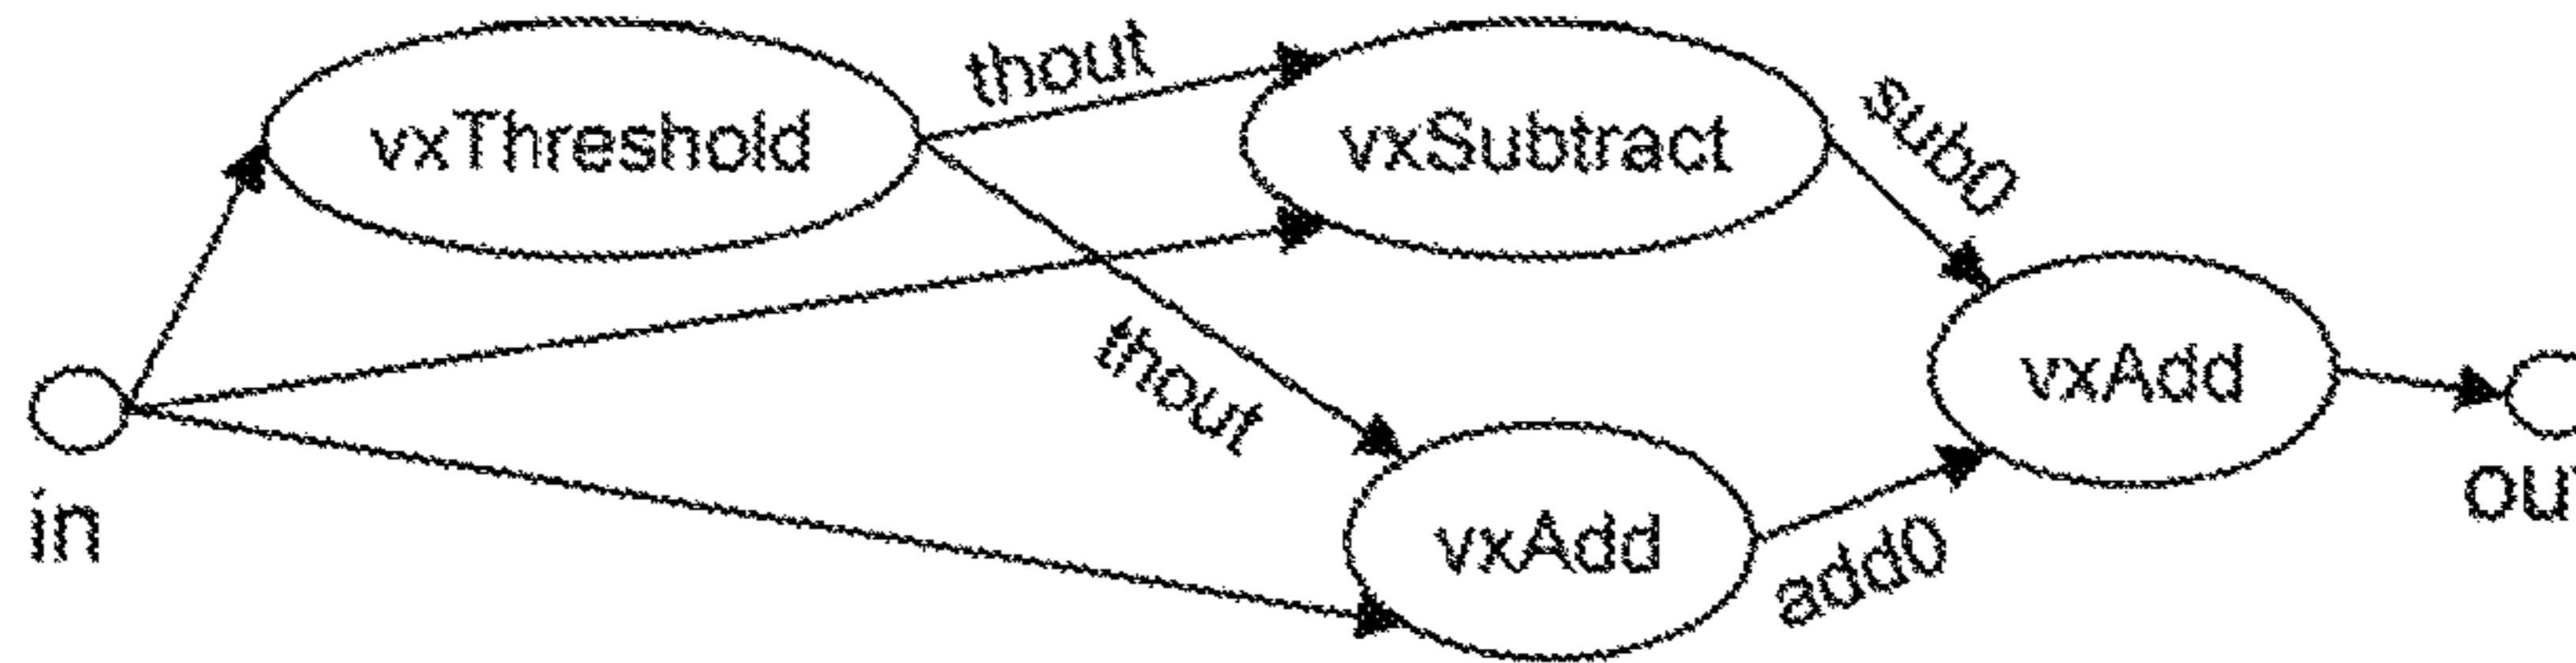 thout
vxThreshold
vxSubtract
sub0
thout
vxAdd
in
vxAdd
add0